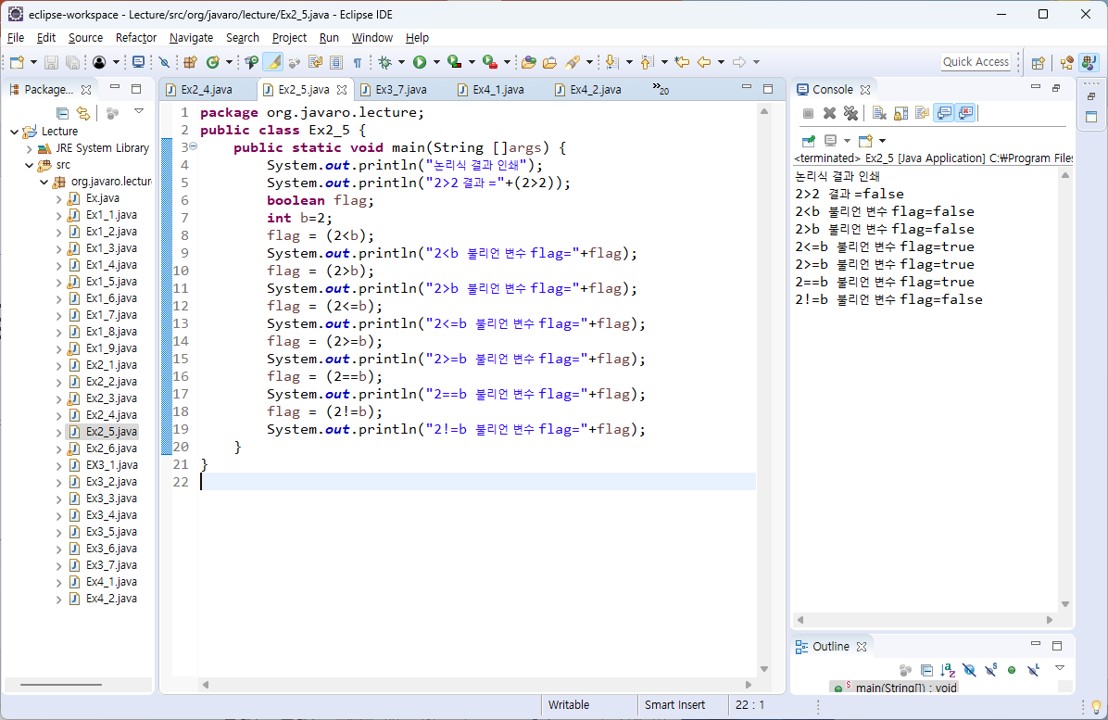 eclipse-workspace - Lecture/src/org/javaro/lecture/Ex2_5.java - Eclipse IDE
File Edit Source Refactor Navigate Search Project Run Window Help
Quick Access
Package...
Lecture
JRE System Library
src
org.javaro.lectur
Ex.java
Ex1_1.java
Ex1_2.java
Ex1_3.java
Ex1_4.java
Ex1_5.java
Ex1_6.java
Ex1_7.java
Ex1_8.java
Ex1_9.java
Ex2_1.java
Ex2_2.java
Ex2_3.java
Ex2_4.java
Ex2_5.java
Ex2_6.java
EX3_1.java
Ex3_2.java
Ex3_3.java
Ex3_4.java
Ex3_5.java
Ex3_6.java
Ex3_7.java
Ex4_1.java
Ex4_2.java
Ex2_4.java Ex2_5.java Ex3_7.java Ex4_1.java Ex4_2.java »20
1 package org.javaro.lecture;
2 public class Ex2_5 {
3 public static void main(String []args) {
4 System.out.println("논리식 결과 인쇄");
5 System.out.println("2>2 결과 ="+(2>2));
6 boolean flag;
7 int b=2;
8 flag = (2<b);
9 System.out.println("2<b 불리언 변수 flag="+flag);
10 flag = (2>b);
11 System.out.println("2>b 불리언 변수 flag="+flag);
12 flag = (2<=b);
13 System.out.println("2<=b 불리언 변수 flag="+flag);
14 flag = (2>=b);
15 System.out.println("2>=b 불리언 변수 flag="+flag);
16 flag = (2==b);
17 System.out.println("2==b 불리언 변수 flag="+flag);
18 flag = (2!=b);
19 System.out.println("2!=b 불리언 변수 flag="+flag);
20 }
21 }
22
Console
<terminated> Ex2_5 [Java Application] C:₩Program Files
논리식 결과 인쇄
2>2 결과 =false
2<b 불리언 변수 flag=false
2>b 불리언 변수 flag=false
2<=b 불리언 변수 flag=true
2>=b 불리언 변수 flag=true
2==b 불리언 변수 flag=true
2!=b 불리언 변수 flag=false
Outline
main(String[]) : void
Writable Smart Insert 22 : 1